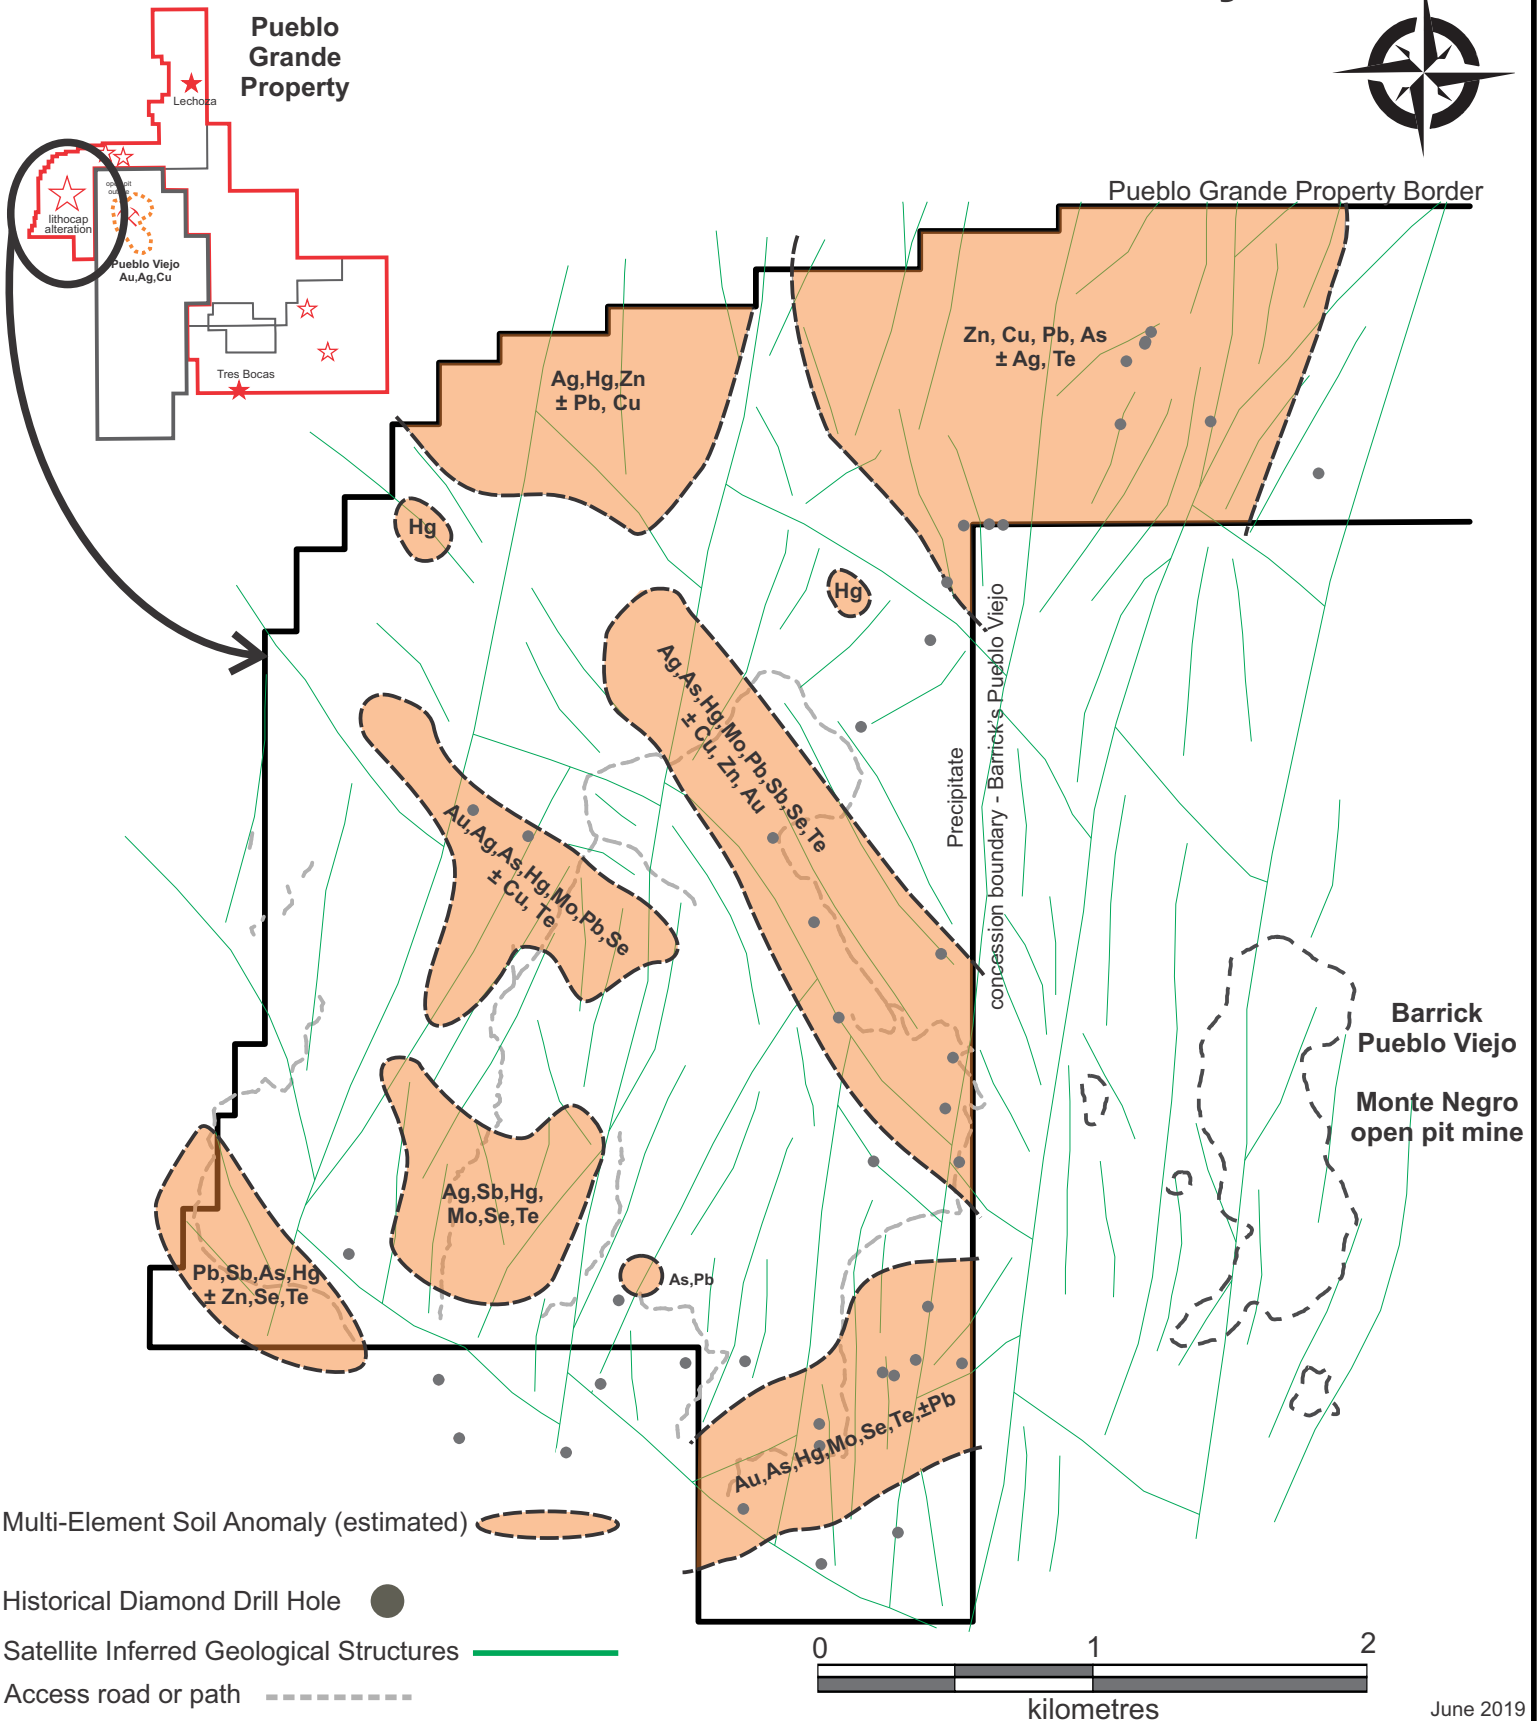 Pueblo
Grande
Property
Lechoza
open pit
outline
lithocap
alteration
Pueblo Viejo
Au,Ag,Cu
Tres Bocas
Pueblo Grande Property Border
Zn, Cu, Pb, As
± Ag, Te
Ag,Hg,Zn
± Pb, Cu
Hg
Hg
Ag,As,Hg,Mo,Pb,Sb,Se,Te
± Cu, Zn, Au
Precipitate
concession boundary - Barrick's Pueblo Viejo
Au,Ag,As,Hg,Mo,Pb,Se
± Cu, Te
Barrick
Pueblo Viejo
Monte Negro
open pit mine
Ag,Sb,Hg,
Mo,Se,Te
Pb,Sb,As,Hg
± Zn,Se,Te
As,Pb
Au,As,Hg,Mo,Se,Te,±Pb
Multi-Element Soil Anomaly (estimated)
Historical Diamond Drill Hole
Satellite Inferred Geological Structures
Access road or path
0 1 2
kilometres
June 2019